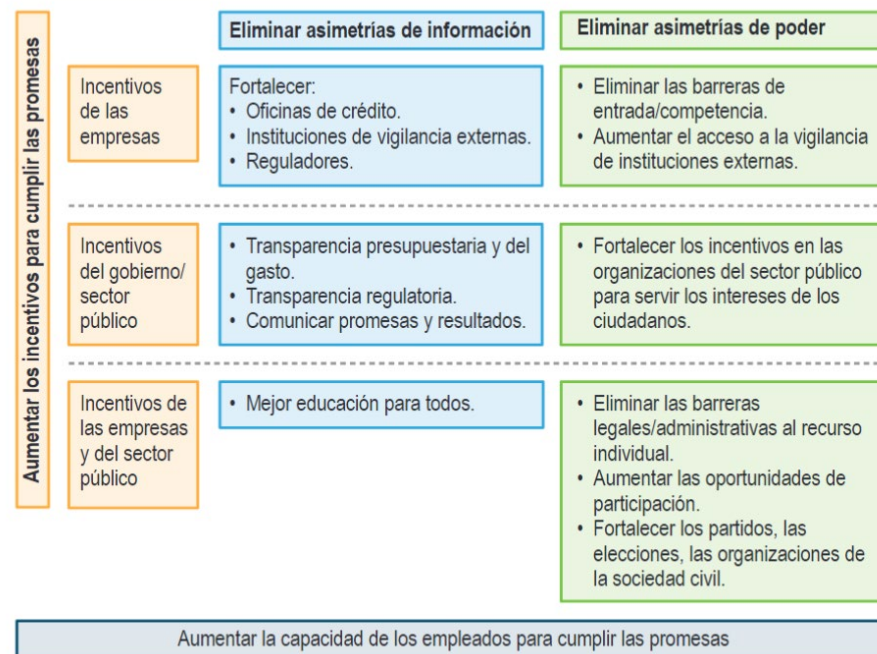 Aumentar los incentivos para cumplir las promesas
Eliminar asimetrías de información
Eliminar asimetrías de poder
Incentivos
de las
empresas
Fortalecer:
• Oficinas de crédito.
• Instituciones de vigilancia externas.
• Reguladores.
• Eliminar las barreras de
entrada/competencia.
• Aumentar el acceso a la vigilancia
de instituciones externas.
Incentivos
del gobierno/
sector
público
• Transparencia presupuestaria y del
gasto.
• Transparencia regulatoria.
• Comunicar promesas y resultados.
• Fortalecer los incentivos en las
organizaciones del sector público
para servir los intereses de los
ciudadanos.
Incentivos de
las empresas
y del sector
público
• Mejor educación para todos.
• Eliminar las barreras
legales/administrativas al recurso
individual.
• Aumentar las oportunidades de
participación.
• Fortalecer los partidos, las
elecciones, las organizaciones de
la sociedad civil.
Aumentar la capacidad de los empleados para cumplir las promesas